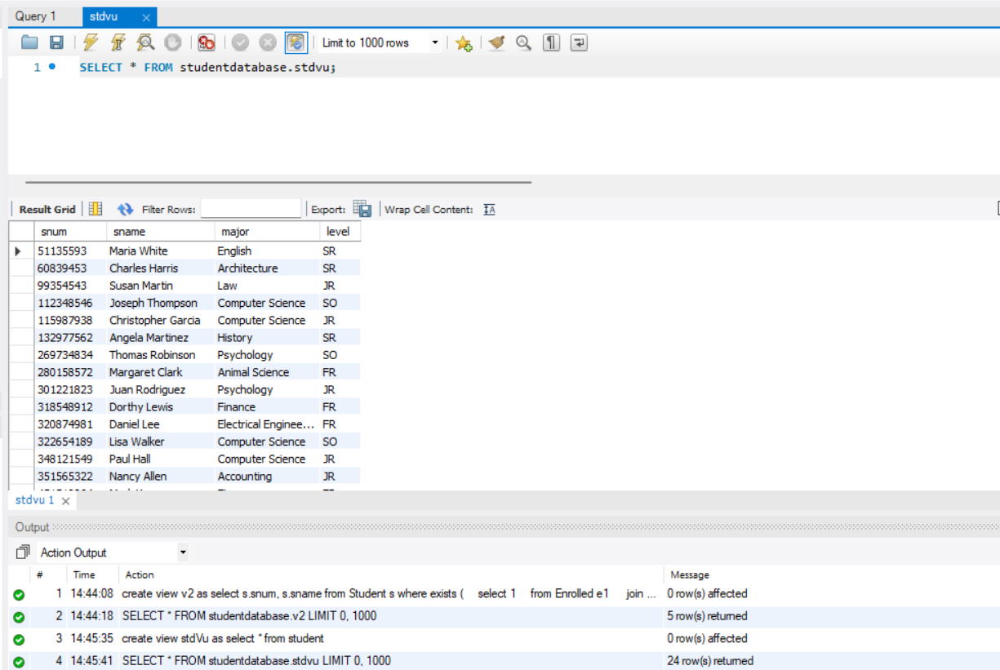 Query 1 stdvu
Limit to 1000 rows
1 SELECT * FROM studentdatabase.stdvu;
Result Grid Filter Rows: Export: Wrap Cell Content:
snum sname major level
51135593 Maria White English SR
60839453 Charles Harris Architecture SR
99354543 Susan Martin Law JR
112348546 Joseph Thompson Computer Science SO
115987938 Christopher Garcia Computer Science JR
132977562 Angela Martinez History SR
269734834 Thomas Robinson Psychology SO
280158572 Margaret Clark Animal Science FR
301221823 Juan Rodriguez Psychology JR
318548912 Dorthy Lewis Finance FR
320874981 Daniel Lee Electrical Enginee... FR
322654189 Lisa Walker Computer Science SO
348121549 Paul Hall Computer Science JR
351565322 Nancy Allen Accounting JR
stdvu 1
Output
Action Output
# Time Action Message
1 14:44:08 create view v2 as select s.snum, s.sname from Student s where exists ( select 1 from Enrolled e1 join ... 0 row(s) affected
2 14:44:18 SELECT * FROM studentdatabase.v2 LIMIT 0, 1000 5 row(s) returned
3 14:45:35 create view stdVu as select * from student 0 row(s) affected
4 14:45:41 SELECT * FROM studentdatabase.stdvu LIMIT 0, 1000 24 row(s) returned